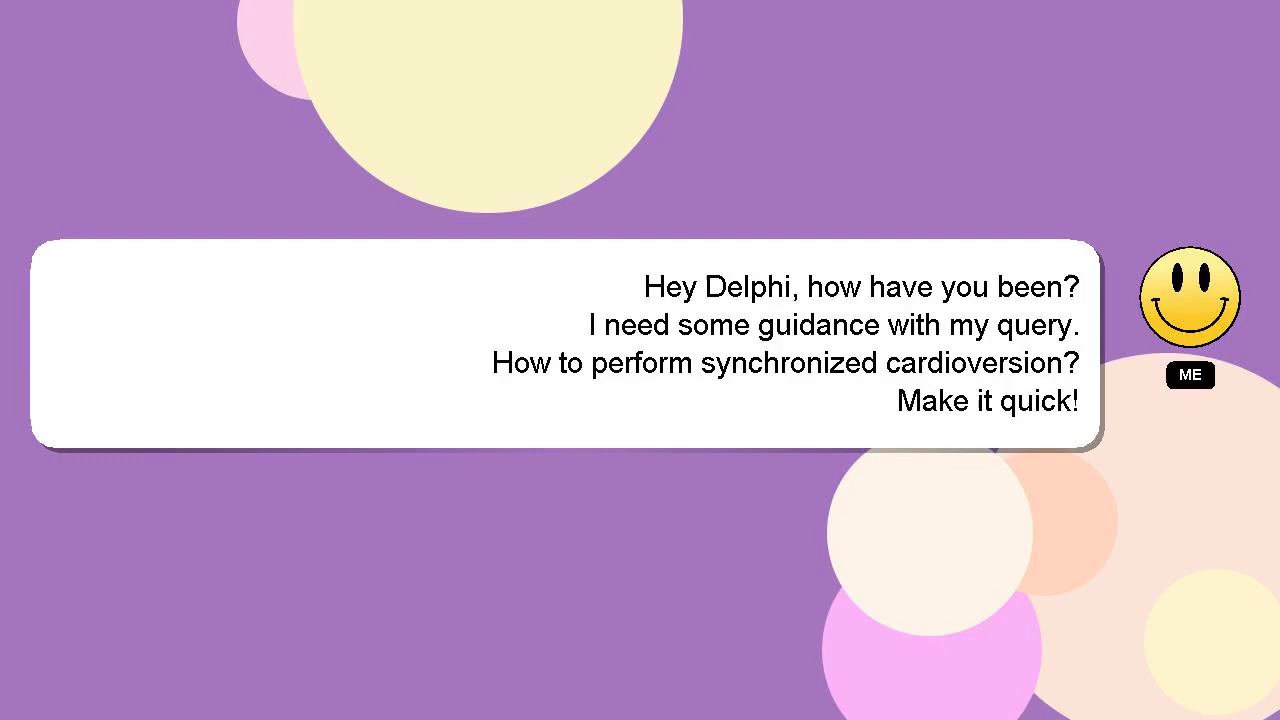 Hey Delphi, how have you been?
I need some guidance with my query.
How to perform synchronized cardioversion?
Make it quick!
ME